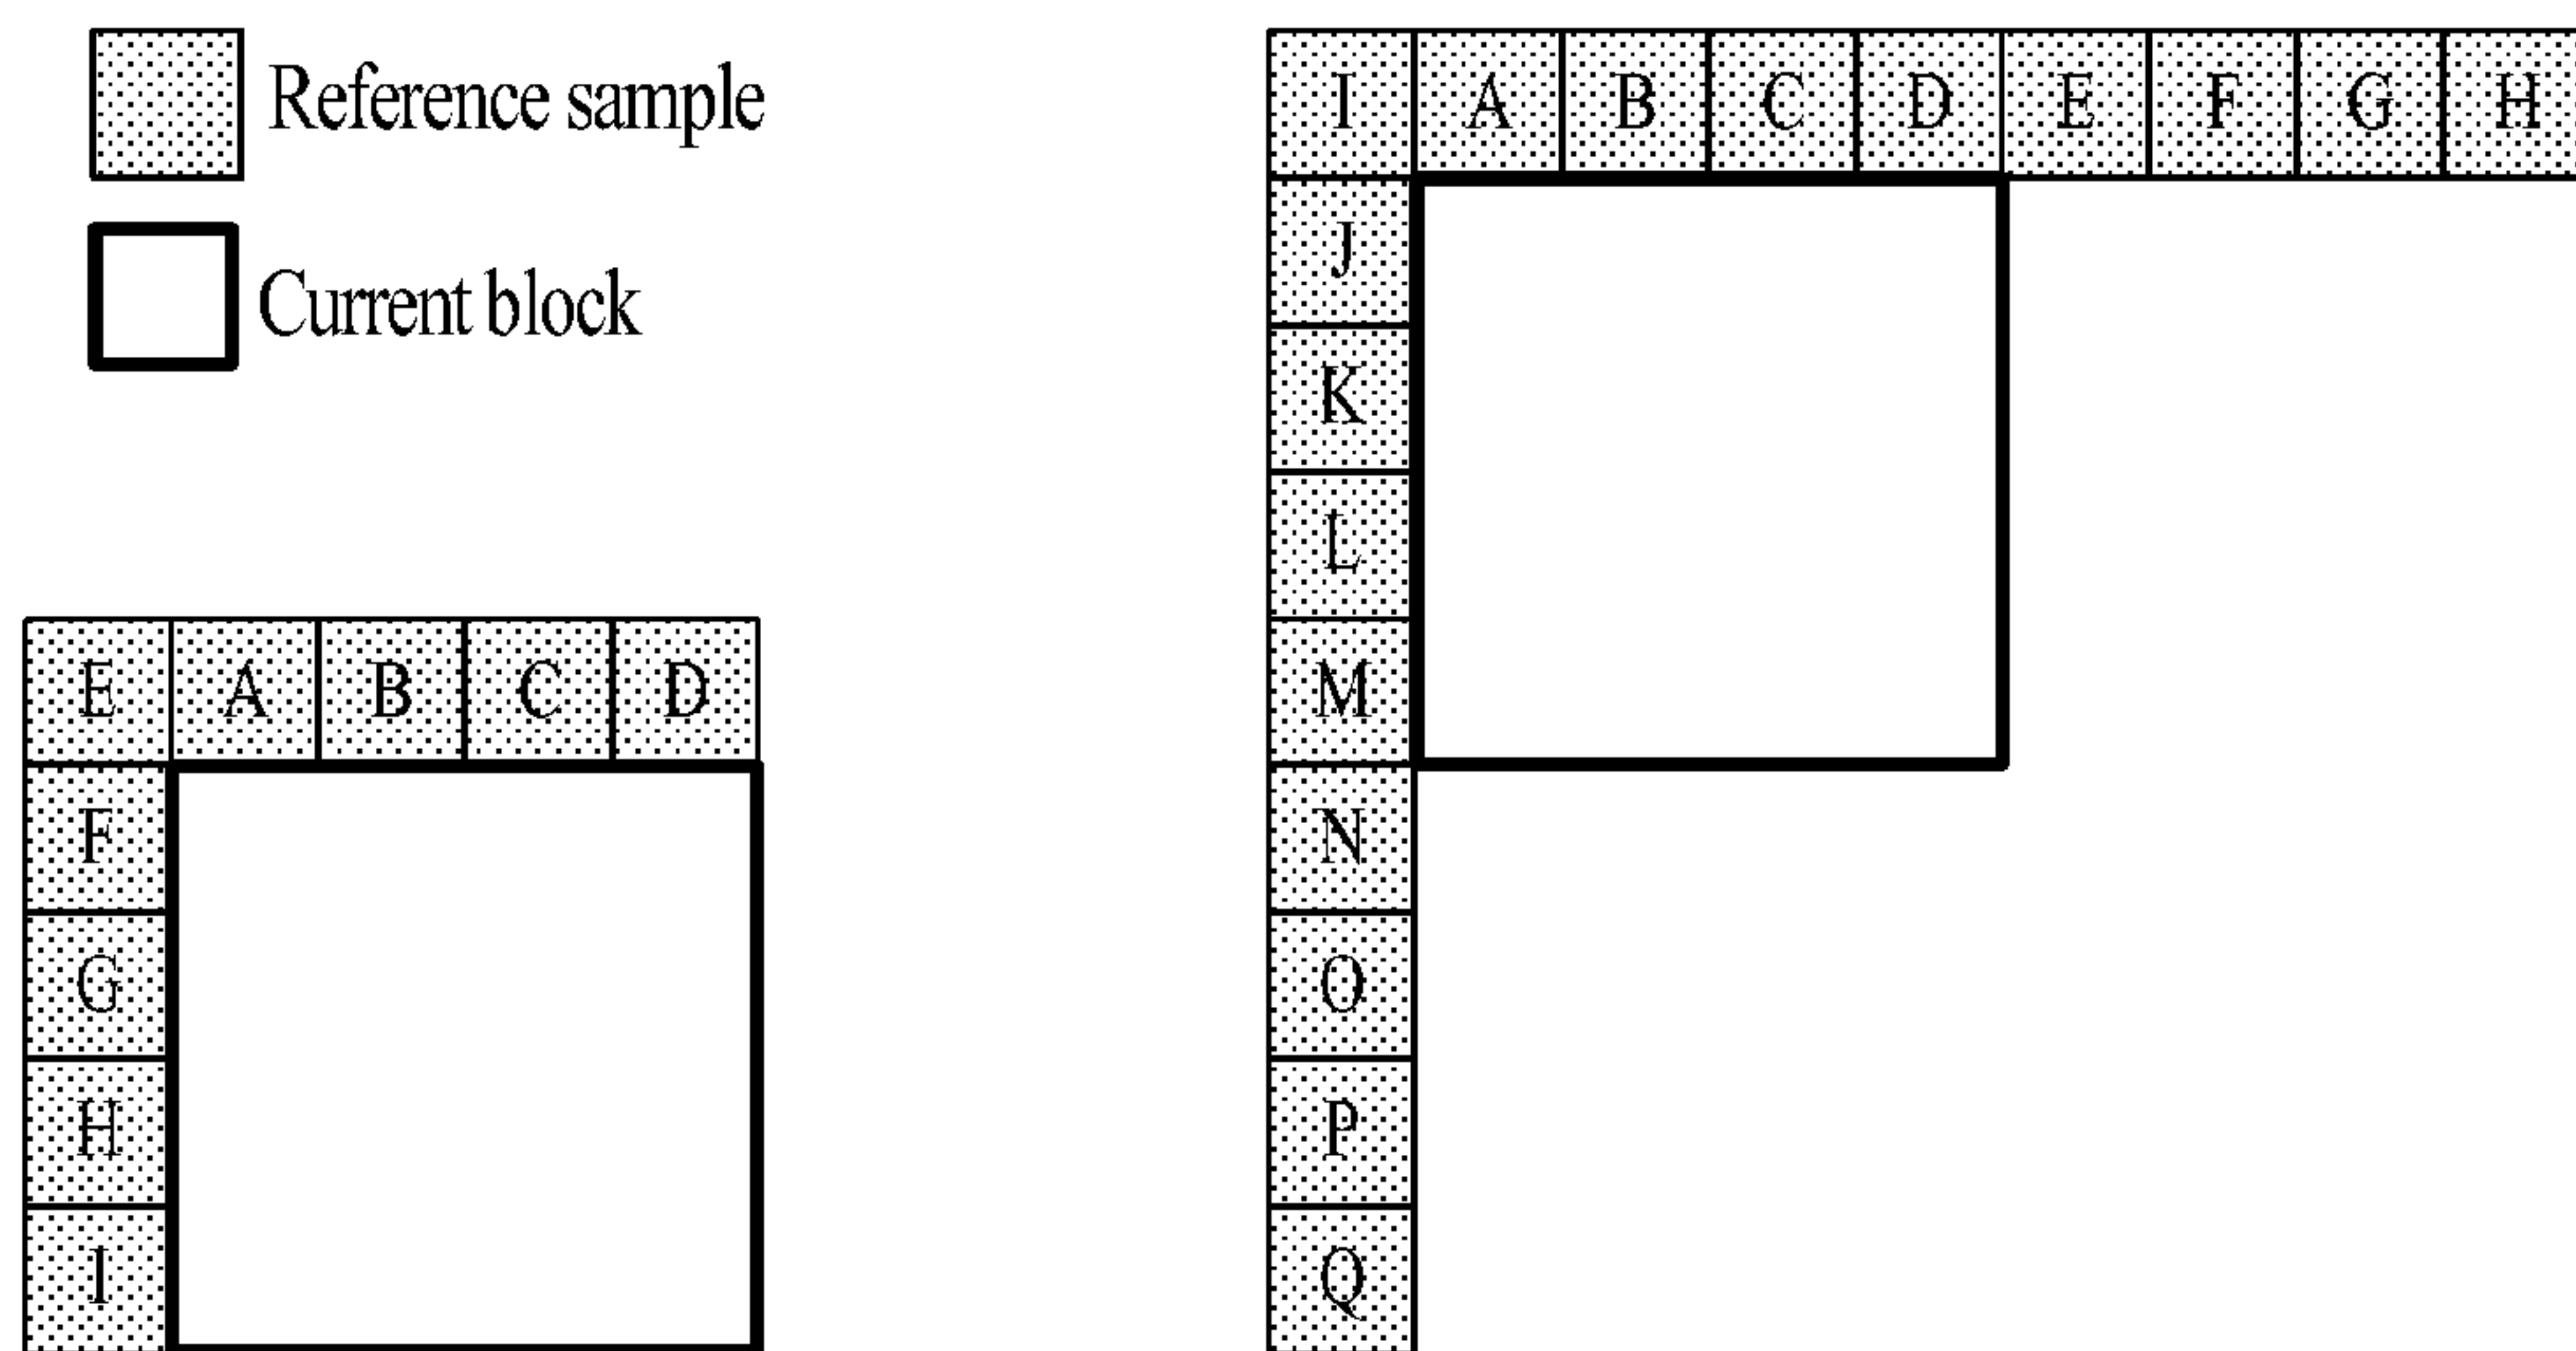 Reference sample
Current block
E A B C D
F
G
H
I
I A B C D E F G H
J
K
L
M
N
O
P
Q